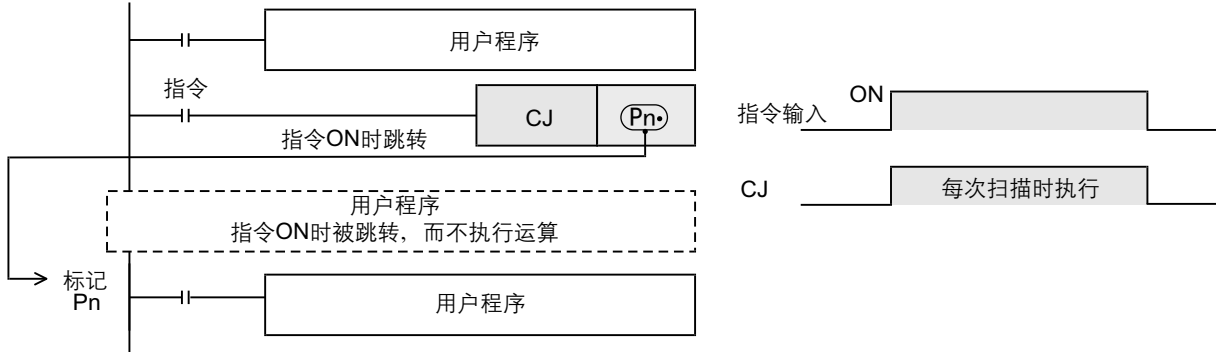 用户程序
指令
CJ
Pn
指令ON时跳转
用户程序
指令ON时被跳转，而不执行运算
标记
Pn
用户程序
指令输入
ON
CJ
每次扫描时执行